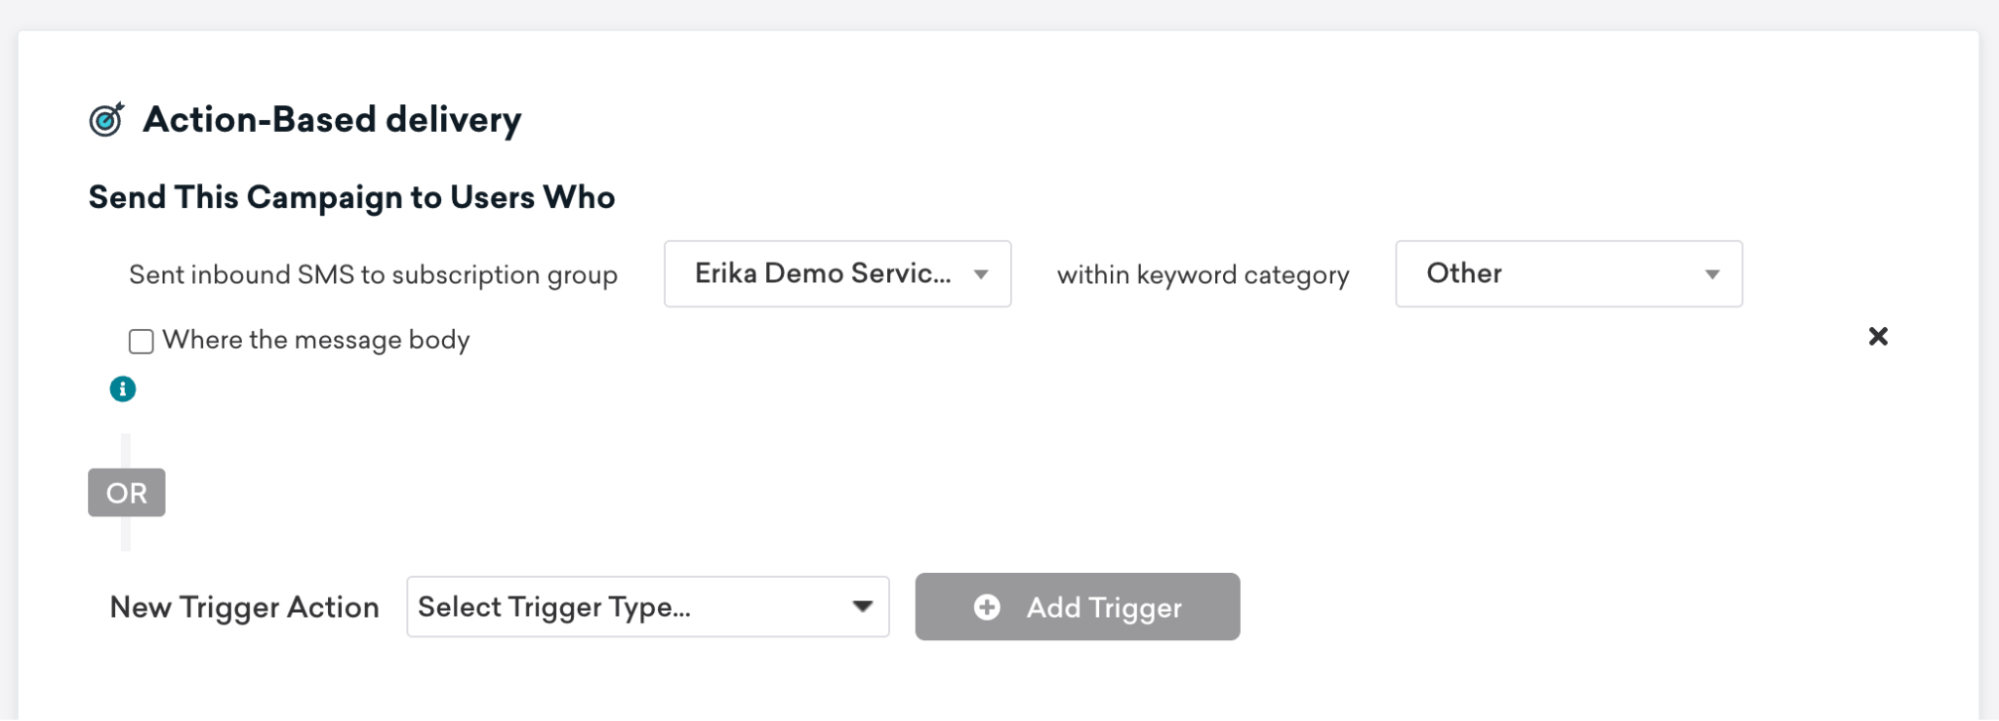 Action-Based delivery
Send This Campaign to Users Who
Sent inbound SMS to subscription group Erika Demo Servic... within keyword category Other
Where the message body
OR
New Trigger Action Select Trigger Type... Add Trigger